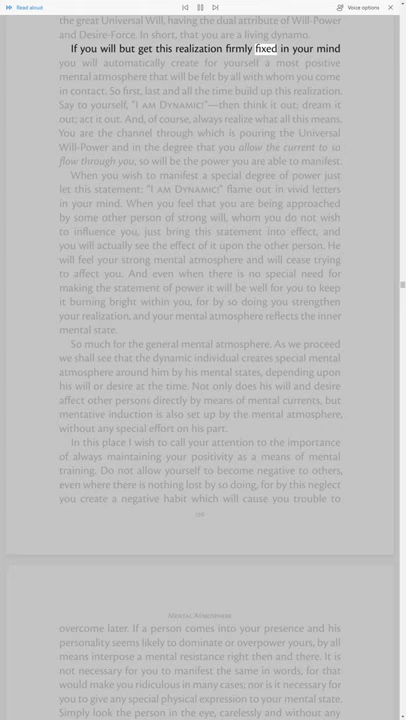 Read aloud
Voice options
the great Universal Will, having the dual attribute of Will-Power
and Desire-Force. In short, that you are a living dynamo.
If you will but get this realization firmly fixed in your mind
you will automatically create for yourself a most positive
mental atmosphere that will be felt by all with whom you come
in contact. So first, last and all the time build up this realization.
Say to yourself, "I AM DYNAMIC!"—then think it out; dream it
out; act it out. And, of course, always realize what all this means.
You are the channel through which is pouring the Universal
Will-Power and in the degree that you allow the current to so
flow through you, so will be the power you are able to manifest.
When you wish to manifest a special degree of power just
let this statement: "I AM DYNAMIC!" flame out in vivid letters
in your mind. When you feel that you are being approached
by some other person of strong will, whom you do not wish
to influence you, just bring this statement into effect, and
you will actually see the effect of it upon the other person. He
will feel your strong mental atmosphere and will cease trying
to affect you. And even when there is no special need for
making the statement of power it will be well for you to keep
it burning bright within you, for by so doing you strengthen
your realization, and your mental atmosphere reflects the inner
mental state.
So much for the general mental atmosphere. As we proceed
we shall see that the dynamic individual creates special mental
atmosphere around him by his mental states, depending upon
his will or desire at the time. Not only does his will and desire
affect other persons directly by means of mental currents, but
mentative induction is also set up by the mental atmosphere,
without any special effort on his part.
In this place I wish to call your attention to the importance
of always maintaining your positivity as a means of mental
training. Do not allow yourself to become negative to others,
even where there is nothing lost by so doing, for by this neglect
you create a negative habit which will cause you trouble to
MENTAL ATMOSPHERE
overcome later. If a person comes into your presence and his
personality seems likely to dominate or overpower yours, by all
means interpose a mental resistance right then and there. It is
not necessary for you to manifest the same in words, for that
would make you ridiculous in many cases; nor is it necessary for
you to give any special physical expression to your mental state.
Simply look the person in the eye, carelessly and without any